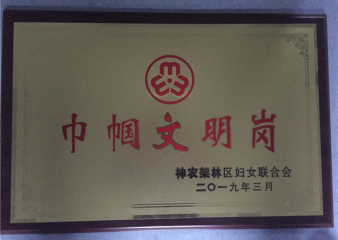 巾帼文明岗
神农架林区妇女联合会
二〇一九年三月